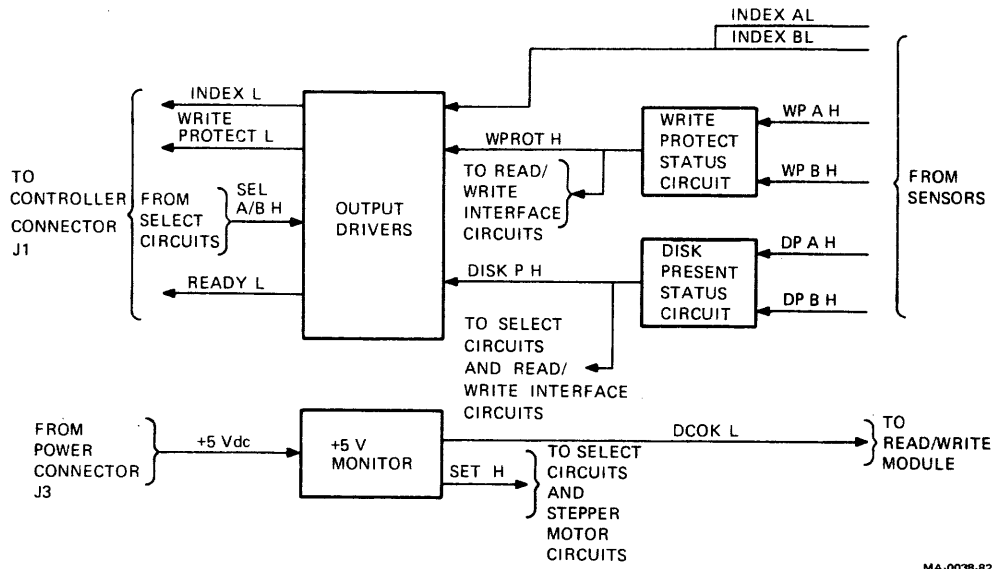 INDEX AL
INDEX BL
INDEX L
WRITE
PROTECT L
TO
CONTROLLER
CONNECTOR
J1
FROM
SELECT
CIRCUITS
SEL
A/B H
READY L
OUTPUT
DRIVERS
WPROT H
TO READ/
WRITE
INTERFACE
CIRCUITS
WRITE
PROTECT
STATUS
CIRCUIT
WP A H
WP B H
FROM
SENSORS
DISK P H
TO SELECT
CIRCUITS
AND READ/
WRITE INTERFACE
CIRCUITS
DISK
PRESENT
STATUS
CIRCUIT
DP A H
DP B H
FROM
POWER
CONNECTOR
J3
+5 Vdc
+5 V
MONITOR
DCOK L
TO
READ/WRITE
MODULE
SET H
TO SELECT
CIRCUITS
AND
STEPPER
MOTOR
CIRCUITS
MA-0038-82